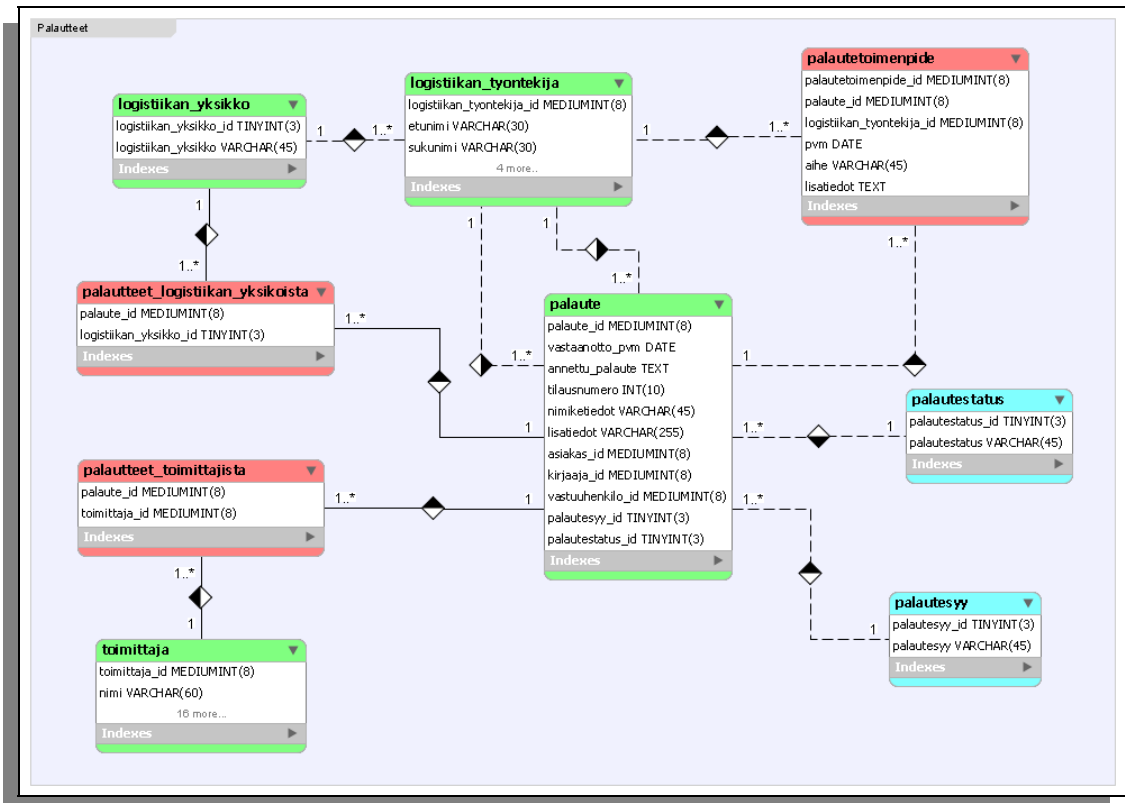 Palautteet
logistiikan_yksikko
logistiikan_yksikko_id TINYINT(3)
logistiikan_yksikko VARCHAR(45)
Indexes
1
1..*
logistiikan_tyontekija
logistiikan_tyontekija_id MEDIUMINT(8)
etunimi VARCHAR(30)
sukunimi VARCHAR(30)
4 more...
Indexes
1
1..*
palautetoimenpide
palautetoimenpide_id MEDIUMINT(8)
palaute_id MEDIUMINT(8)
logistiikan_tyontekija_id MEDIUMINT(8)
pvm DATE
aihe VARCHAR(45)
lisatiedot TEXT
Indexes
1
1..*
1
1
1..*
1..*
palautteet_logistiikan_yksikoista
palaute_id MEDIUMINT(8)
logistiikan_yksikko_id TINYINT(3)
Indexes
1..*
1
1..*
palaute
palaute_id MEDIUMINT(8)
vastaanotto_pvm DATE
annettu_palaute TEXT
tilausnumero INT(10)
nimiketiedot VARCHAR(45)
lisatiedot VARCHAR(255)
asiakas_id MEDIUMINT(8)
kirjaaja_id MEDIUMINT(8)
vastuuhenkilo_id MEDIUMINT(8)
palautesyy_id TINYINT(3)
palautestatus_id TINYINT(3)
Indexes
1
1..*
1
palautestatus
palautestatus_id TINYINT(3)
palautestatus VARCHAR(45)
Indexes
palautteet_toimittajista
palaute_id MEDIUMINT(8)
toimittaja_id MEDIUMINT(8)
Indexes
1..*
1
1..*
1..*
1
1
palautesyy
palautesyy_id TINYINT(3)
palautesyy VARCHAR(45)
Indexes
toimittaja
toimittaja_id MEDIUMINT(8)
nimi VARCHAR(60)
16 more...
Indexes